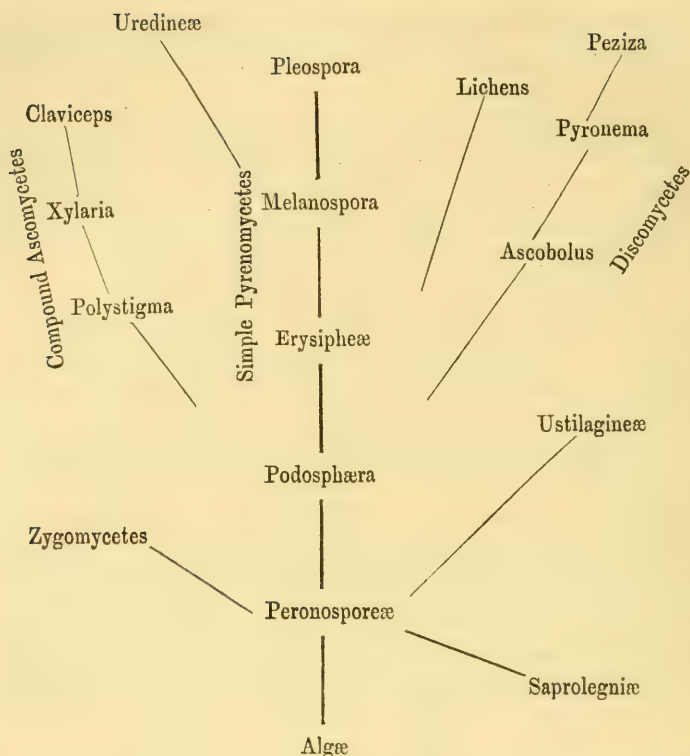 Uredineæ
Peziza
Pleospora
Lichens
Claviceps
Pyronema
Compound Ascomycetes
Xylaria
Simple Pyrenomycetes
Melanospora
Discomycetes
Ascobolus
Polystigma
Erysipheæ
Ustilagineæ
Podosphæra
Zygomycetes
Peronosporeæ
Saprolegniæ
Algæ